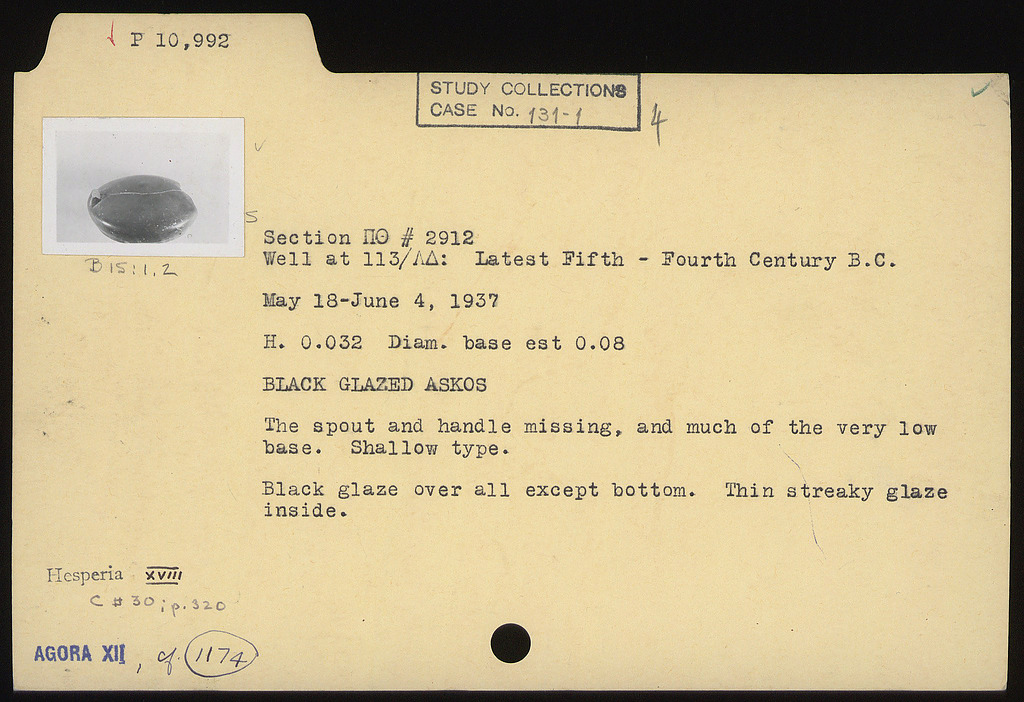 P 10,992
STUDY COLLECTIONS
CASE No. 131-1
4
S
B 15:1,2
Section ΠΘ # 2912
Well at 113/ΛΔ: Latest Fifth - Fourth Century B.C.
May 18-June 4, 1937
H. 0.032 Diam. base est 0.08
BLACK GLAZED ASKOS
The spout and handle missing, and much of the very low
base. Shallow type.
Black glaze over all except bottom. Thin streaky glaze
inside.
Hesperia XVIII
C # 30; p. 320
AGORA XII, cf. 1174